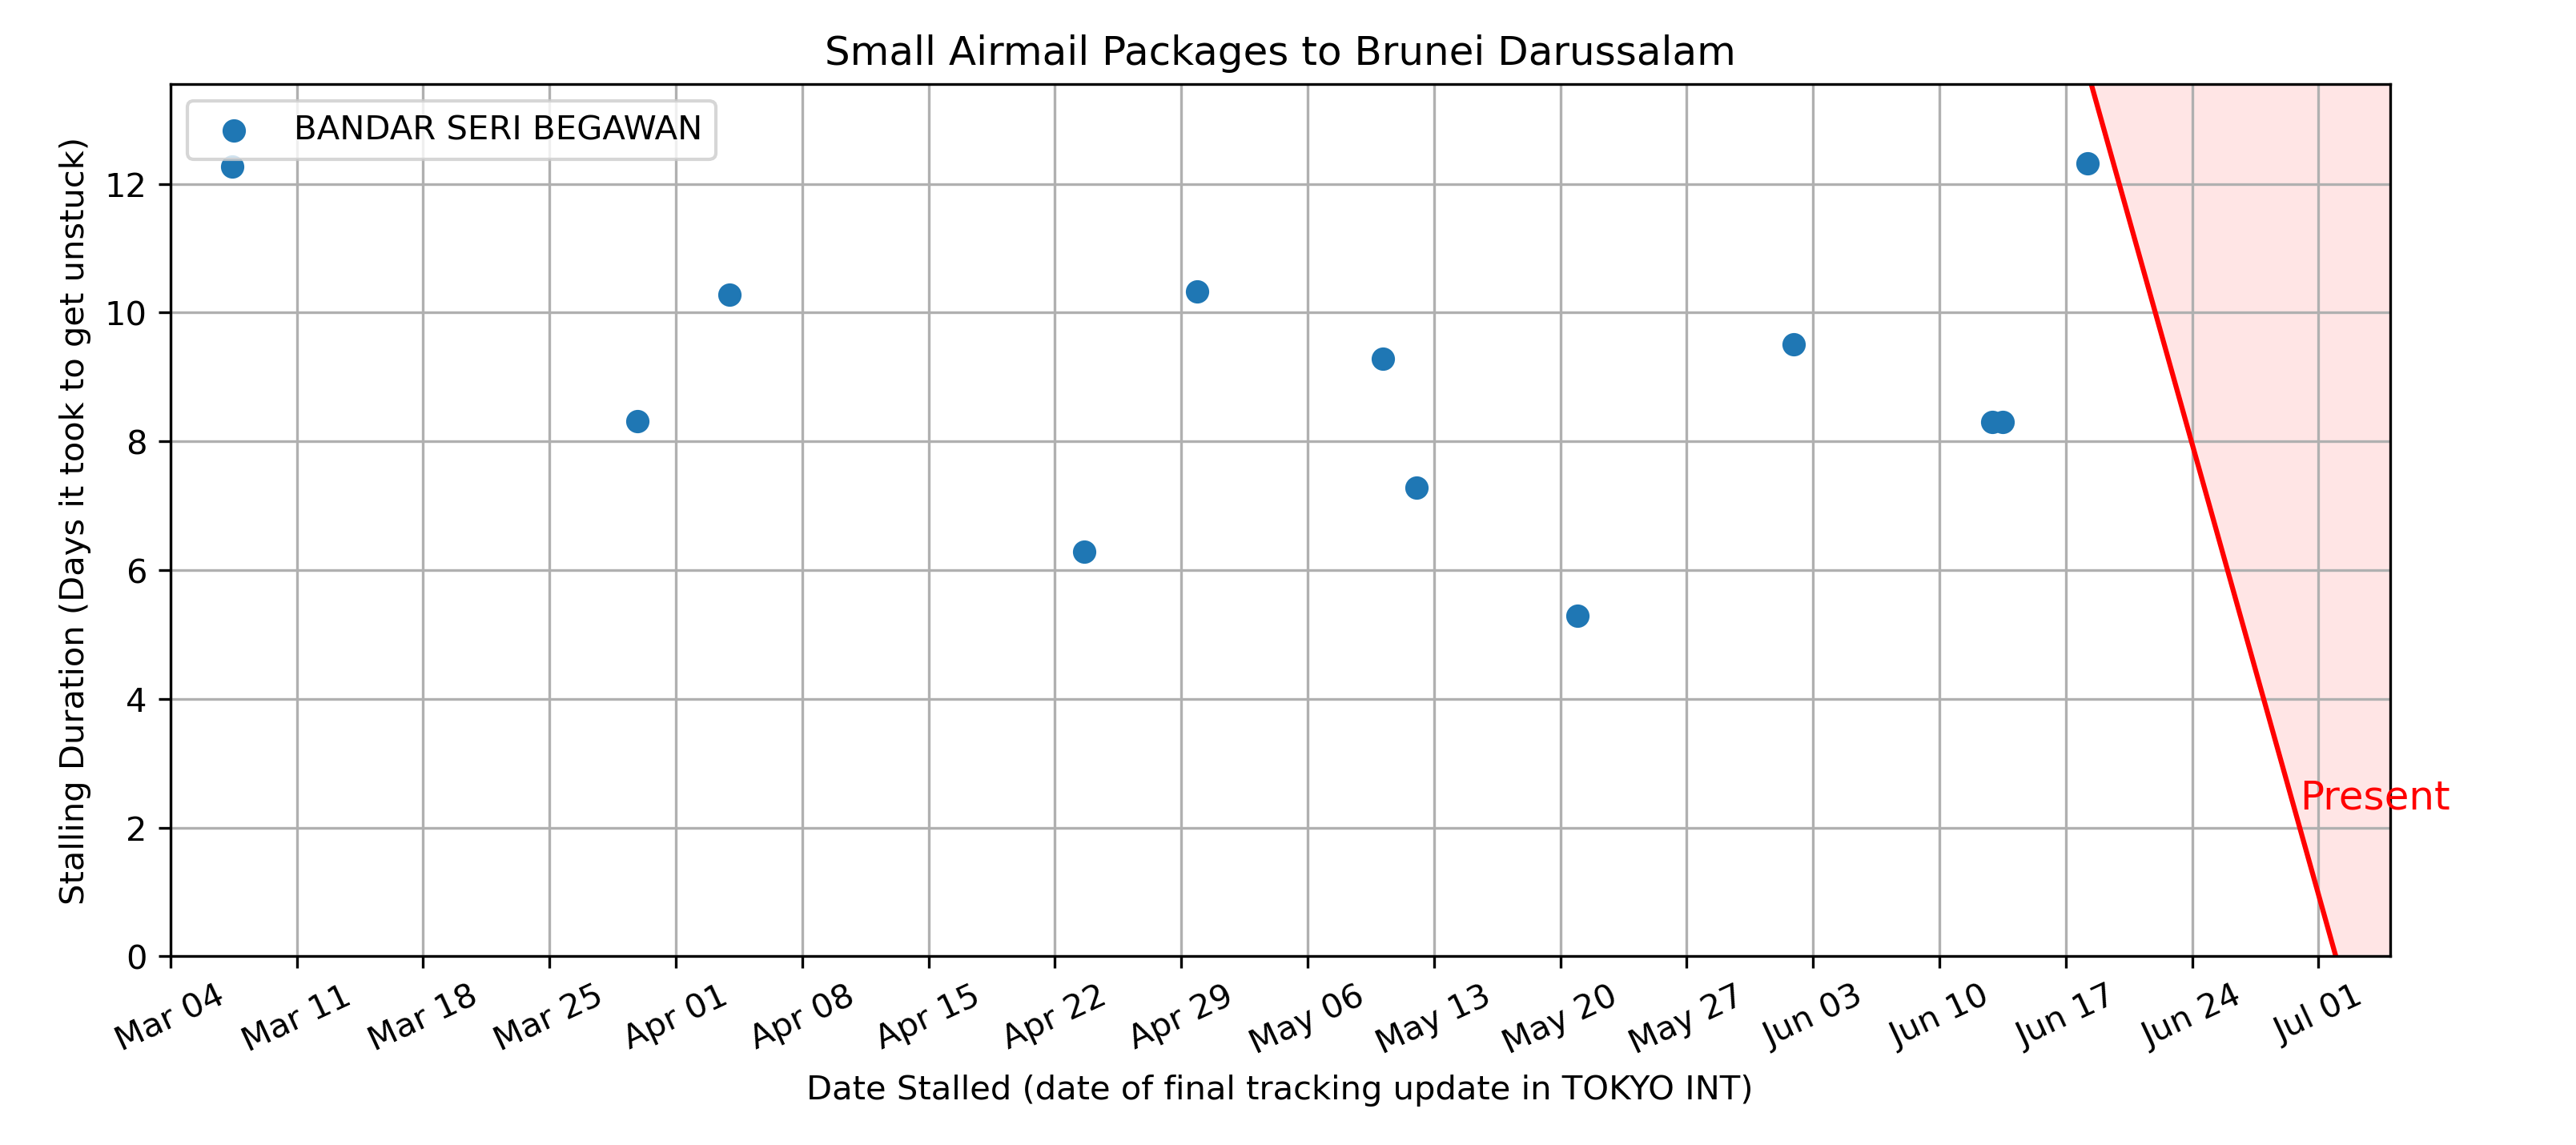 Small Airmail Packages to Brunei Darussalam
BANDAR SERI BEGAWAN
Stalling Duration (Days it took to get unstuck)
12
10
8
6
4
2
0
Present
Mar 04 Mar 11 Mar 18 Mar 25 Apr 01 Apr 08 Apr 15 Apr 22 Apr 29 May 06 May 13 May 20 May 27 Jun 03 Jun 10 Jun 17 Jun 24 Jul 01
Date Stalled (date of final tracking update in TOKYO INT)